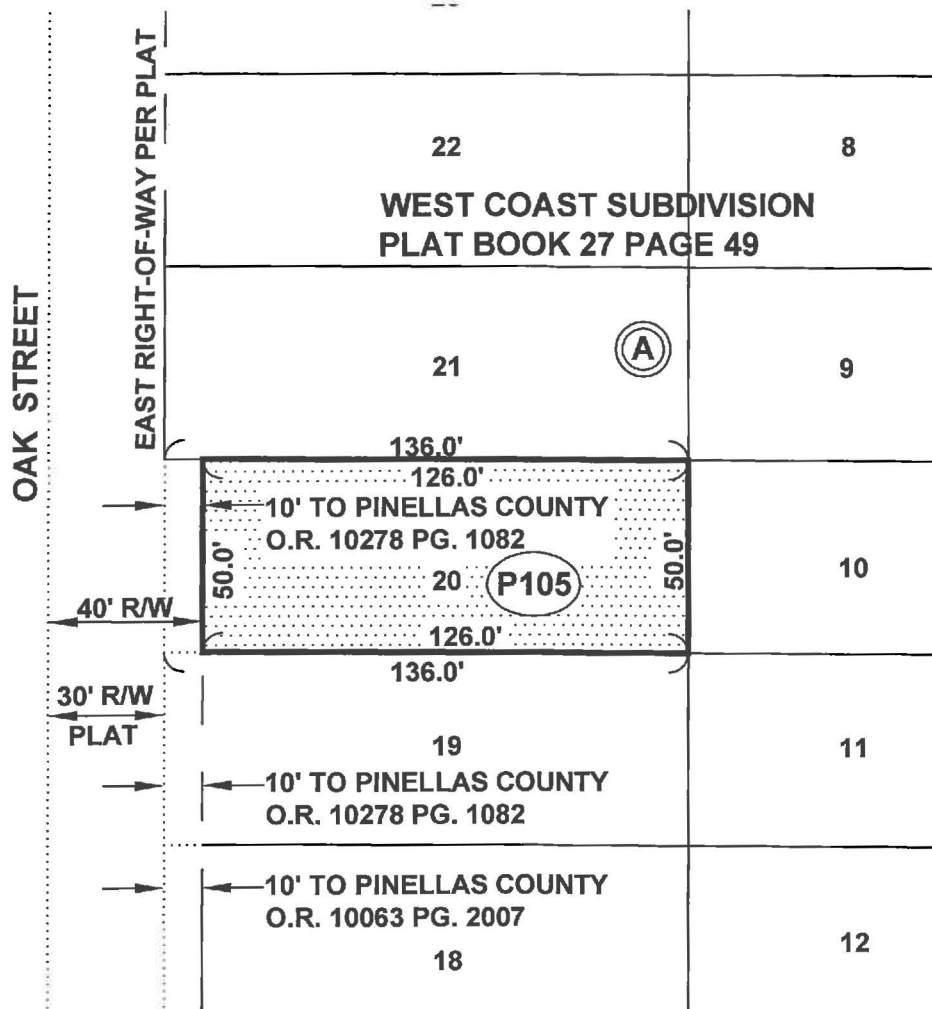 OAK STREET
EAST RIGHT-OF-WAY PER PLAT
22
8
WEST COAST SUBDIVISION
PLAT BOOK 27 PAGE 49
A
21
9
136.0'
126.0'
10' TO PINELLAS COUNTY
O.R. 10278 PG. 1082
50.0'
20
P105
50.0'
10
40' R/W
126.0'
136.0'
30' R/W
PLAT
19
11
10' TO PINELLAS COUNTY
O.R. 10278 PG. 1082
10' TO PINELLAS COUNTY
O.R. 10063 PG. 2007
18
12